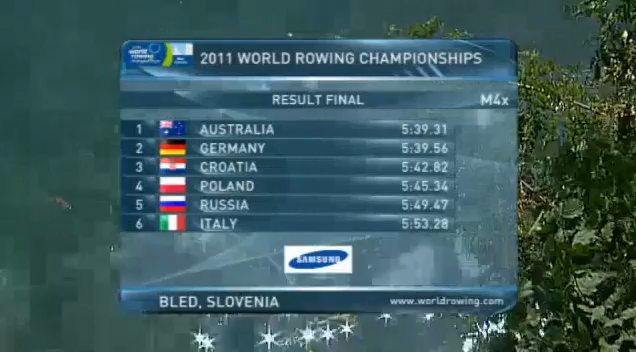 2011 WORLD ROWING CHAMPIONSHIPS
RESULT FINAL M4x
1 AUSTRALIA 5:39.31
2 GERMANY 5:39.56
3 CROATIA 5:42.82
4 POLAND 5:45.34
5 RUSSIA 5:49.47
6 ITALY 5:53.28
SAMSUNG
BLED, SLOVENIA www.worldrowing.com